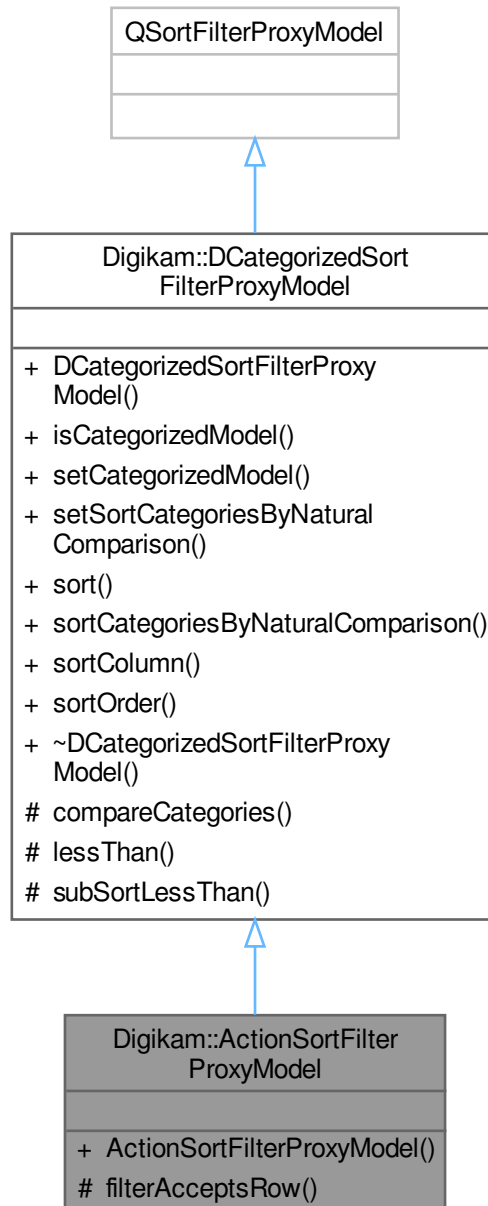 QSortFilterProxyModel
Digikam::DCategorizedSort
FilterProxyModel
+ DCategorizedSortFilterProxy
Model()
+ isCategorizedModel()
+ setCategorizedModel()
+ setSortCategoriesByNatural
Comparison()
+ sort()
+ sortCategoriesByNaturalComparison()
+ sortColumn()
+ sortOrder()
+ ~DCategorizedSortFilterProxy
Model()
# compareCategories()
# lessThan()
# subSortLessThan()
Digikam::ActionSortFilter
ProxyModel
+ ActionSortFilterProxyModel()
# filterAcceptsRow()